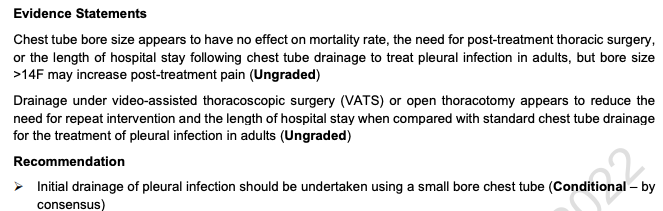 Evidence Statements
Chest tube bore size appears to have no effect on mortality rate, the need for post-treatment thoracic surgery,
or the length of hospital stay following chest tube drainage to treat pleural infection in adults, but bore size
>14F may increase post-treatment pain (Ungraded)
Drainage under video-assisted thoracoscopic surgery (VATS) or open thoracotomy appears to reduce the
need for repeat intervention and the length of hospital stay when compared with standard chest tube drainage
for the treatment of pleural infection in adults (Ungraded)
Recommendation
➢ Initial drainage of pleural infection should be undertaken using a small bore chest tube (Conditional – by
consensus)